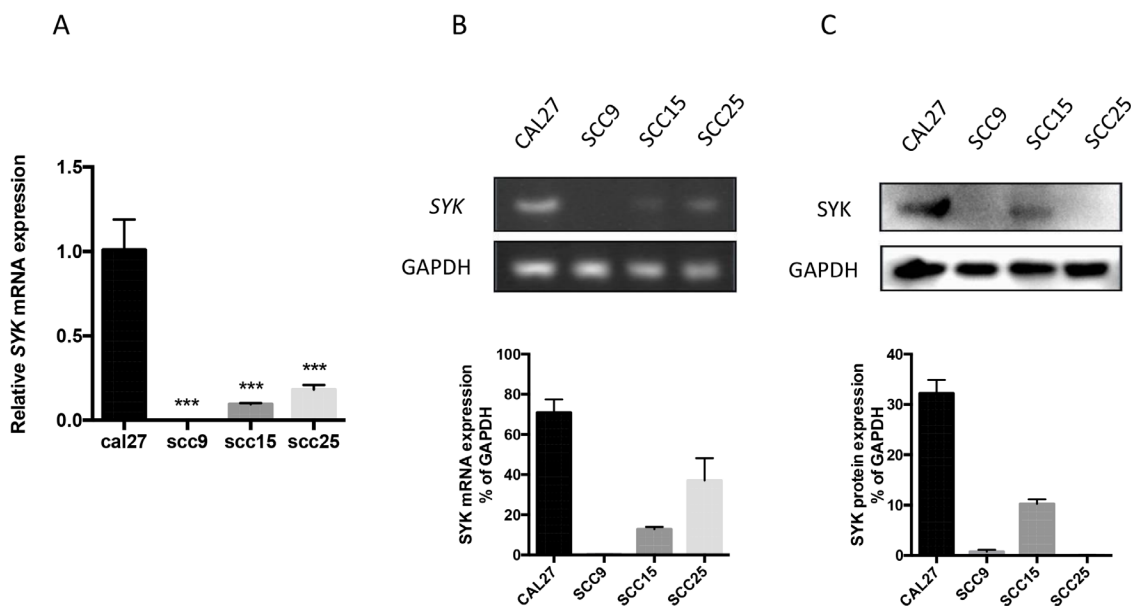 A
B
C
CAL27
SCC9
SCC15
SCC25
SYK
GAPDH
CAL27
SCC9
SCC15
SCC25
SYK
GAPDH
Relative SYK mRNA expression
1.5
1.0
0.5
0.0
***
***
***
cal27
scc9
scc15
scc25
SYK mRNA expression
% of GAPDH
100
80
60
40
20
0
CAL27
SCC9
SCC15
SCC25
SYK protein expression
% of GAPDH
40
30
20
10
0
CAL27
SCC9
SCC15
SCC25